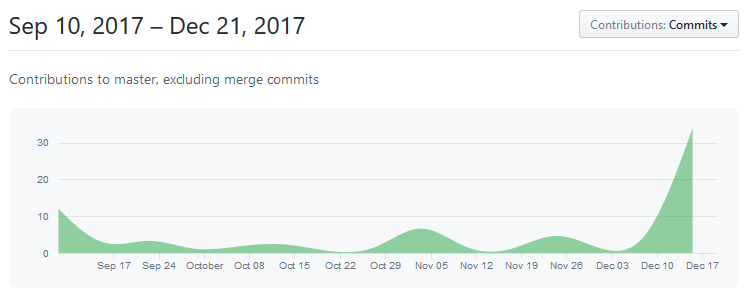 Sep 10, 2017 – Dec 21, 2017
Contributions: Commits
Contributions to master, excluding merge commits
30
20
10
0
Sep 17 Sep 24 October Oct 08 Oct 15 Oct 22 Oct 29 Nov 05 Nov 12 Nov 19 Nov 26 Dec 03 Dec 10 Dec 17